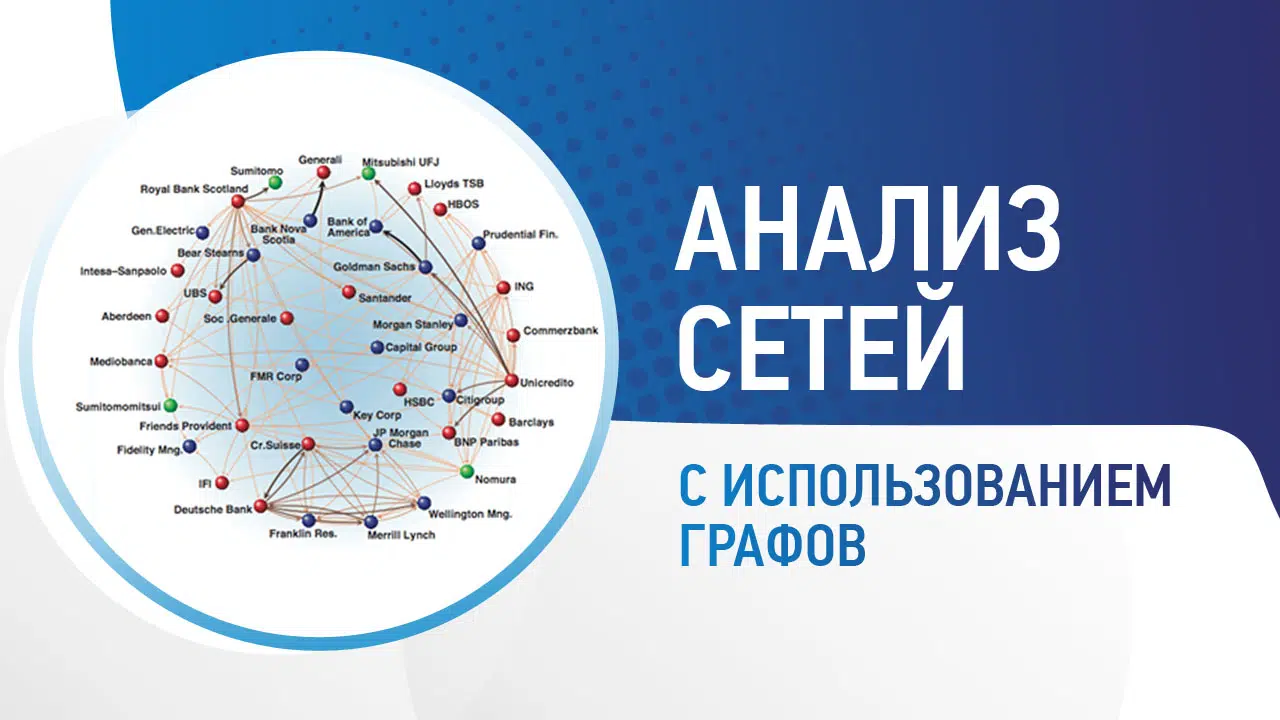 Generali
Mitsubishi UFJ
Sumitomo
Lloyds TSB
Royal Bank Scotland
HBOS
Gen.Electric
Bank Nova
Scotia
Bank of
America
Prudential Fin.
Bear Stearns
Goldman Sachs
Intesa–Sanpaolo
ING
UBS
Santander
Aberdeen
Soc .Generale
Morgan Stanley
Commerzbank
Capital Group
Mediobanca
FMR Corp
Unicredito
HSBC
Citigroup
Sumitomomitsui
Key Corp
Friends Provident
Barclays
JP Morgan
Chase
BNP Paribas
Cr.Suisse
Fidelity Mng.
Nomura
IFI
Deutsche Bank
Wellington Mng.
Franklin Res.
Merrill Lynch
АНАЛИЗ
СЕТЕЙ
С ИСПОЛЬЗОВАНИЕМ
ГРАФОВ